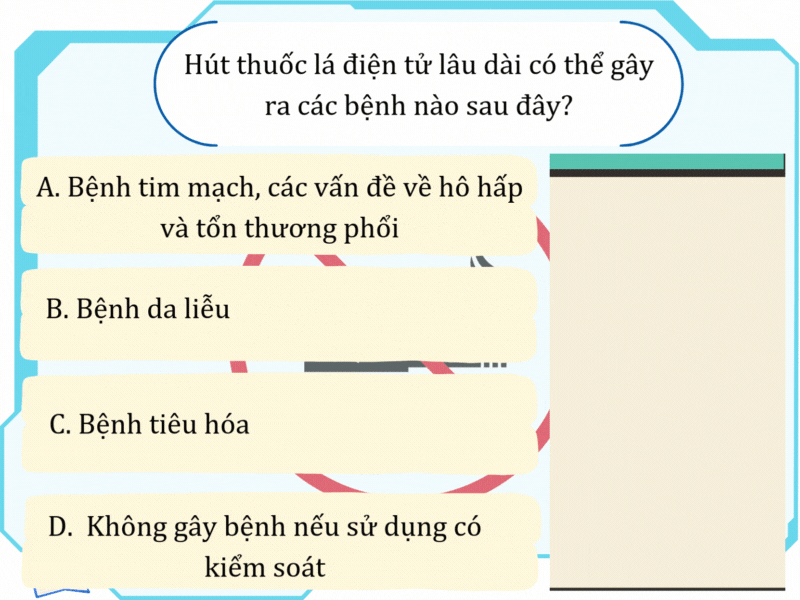 Hút thuốc lá điện tử lâu dài có thể gây
ra các bệnh nào sau đây?
A. Bệnh tim mạch, các vấn đề về hô hấp
và tổn thương phổi
B. Bệnh da liễu
C. Bệnh tiêu hóa
D. Không gây bệnh nếu sử dụng có
kiểm soát